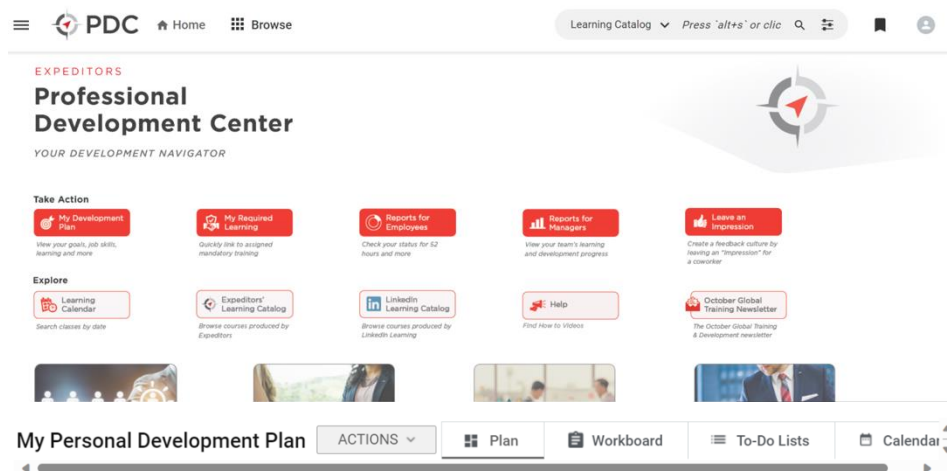 PDC Home Browse Learning Catalog Press `alt+s` or clic
EXPEDITORS
Professional
Development Center
YOUR DEVELOPMENT NAVIGATOR
Take Action
My Development
Plan
View your goals, job skills,
learning and more
My Required
Learning
Quickly link to assigned
mandatory training
Reports for
Employees
Check your status for 52
hours and more
Reports for
Managers
View your team's learning
and development progress
Leave an
Impression
Create a feedback culture by
leaving an "Impression" for
a coworker
Explore
Learning
Calendar
Search classes by date
Expeditors'
Learning Catalog
Browse courses produced by
Expeditors
LinkedIn
Learning Catalog
Browse courses produced by
LinkedIn Learning
Help
Find How to Videos
October Global
Training Newsletter
The October Global Training
& Development newsletter
My Personal Development Plan ACTIONS Plan Workboard To-Do Lists Calendar